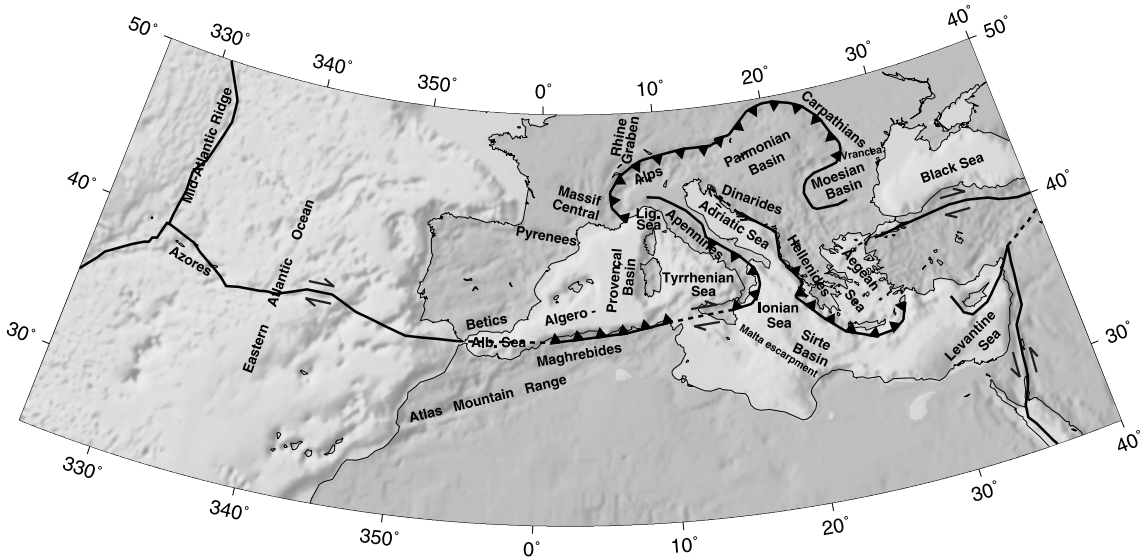 50°
330°
340°
350°
0°
10°
20°
30°
40°
50°
40°
30°
Mid-Atlantic Ridge
Azores
Eastern Atlantic Ocean
Massif
Central
Pyrenees
Betics
Alb. Sea
Algero -
Provençal
Basin
Maghrebides
Atlas Mountain Range
Rhine
Graben
Alps
Lig.
Sea
Apennines
Tyrrhenian
Sea
Adriatic Sea
Dinarides
Pannonian
Basin
Carpathians
Vrancea
Moesian
Basin
Black Sea
Hellenides
Aegean
Sea
Ionian
Sea
Sirte
Basin
Malta escarpment
Levantine
Sea
40°
30°
330°
340°
350°
0°
10°
20°
30°
40°